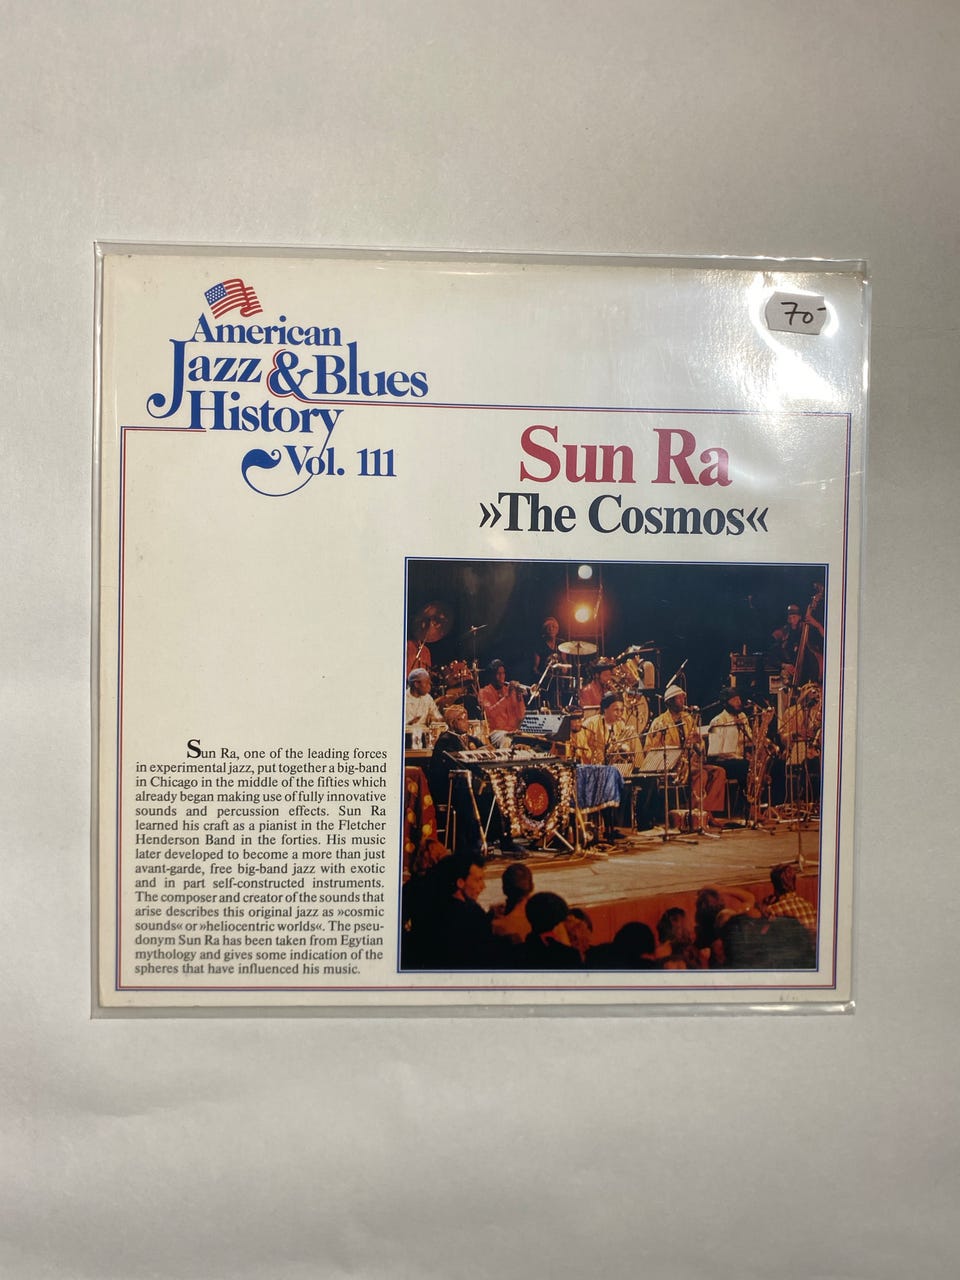 70-
American
Jazz & Blues
History
Vol. 111
Sun Ra
»The Cosmos«
Sun Ra, one of the leading forces
in experimental jazz, put together a big-band
in Chicago in the middle of the fifties which
already began making use of fully innovative
sounds and percussion effects. Sun Ra
learned his craft as a pianist in the Fletcher
Henderson Band in the forties. His music
later developed to become a more than just
avant-garde, free big-band jazz with exotic
and in part self-constructed instruments.
The composer and creator of the sounds that
arise describes this original jazz as »cosmic
sounds« or »heliocentric worlds«. The pseu-
donym Sun Ra has been taken from Egytian
mythology and gives some indication of the
spheres that have influenced his music.